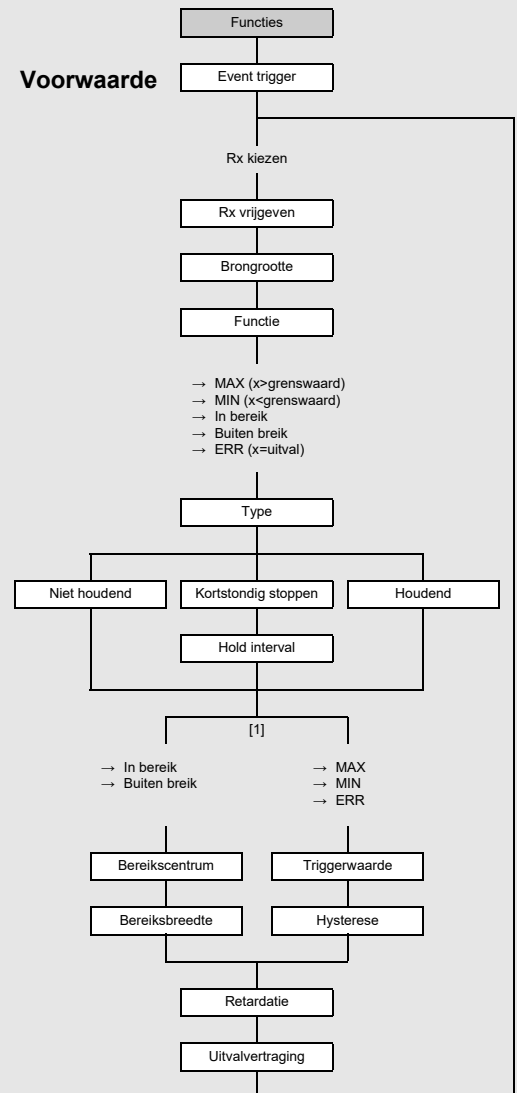 Functies
Voorwaarde
Event trigger
Rx kiezen
Rx vrijgeven
Brongrootte
Functie
→ MAX (x>grenswaard)
→ MIN (x<grenswaard)
→ In bereik
→ Buiten breik
→ ERR (x=uitval)
Type
Niet houdend
Kortstondig stoppen
Houdend
Hold interval
[1]
→ In bereik
→ Buiten breik
→ MAX
→ MIN
→ ERR
Bereikscentrum
Triggerwaarde
Bereiksbreedte
Hysterese
Retardatie
Uitvalvertraging